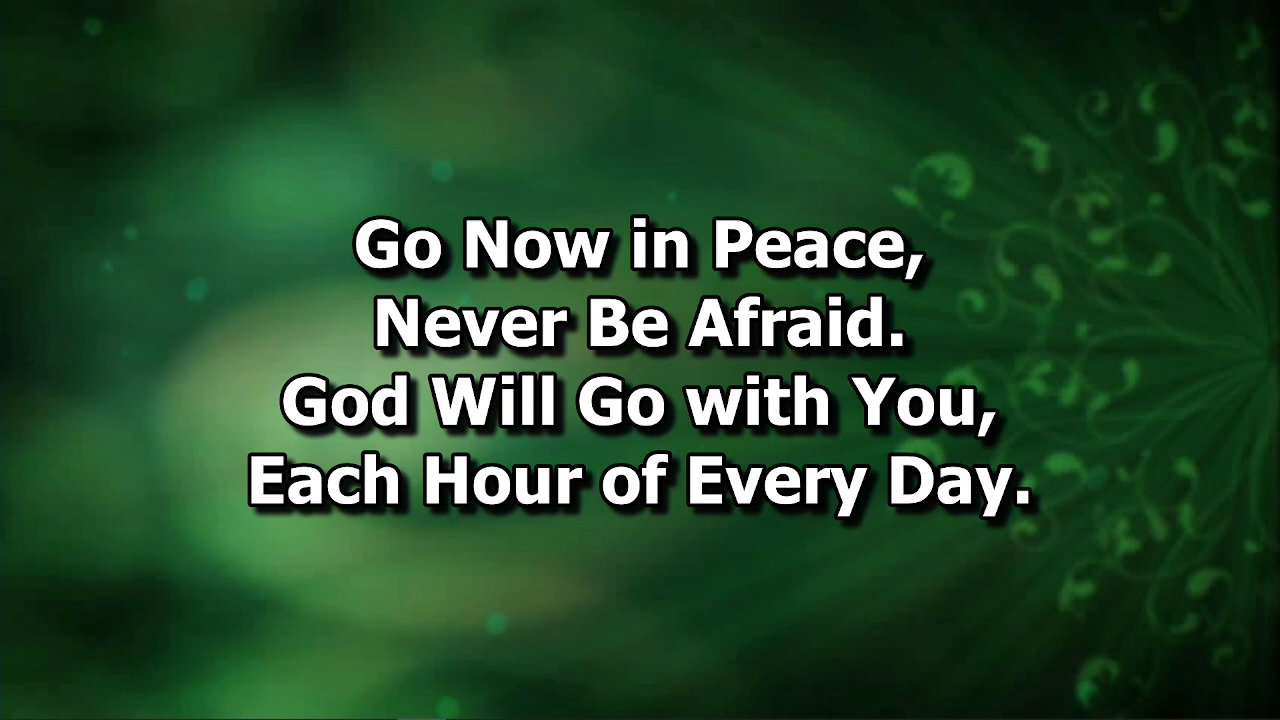 Go Now in Peace,
Never Be Afraid.
God Will Go with You,
Each Hour of Every Day.